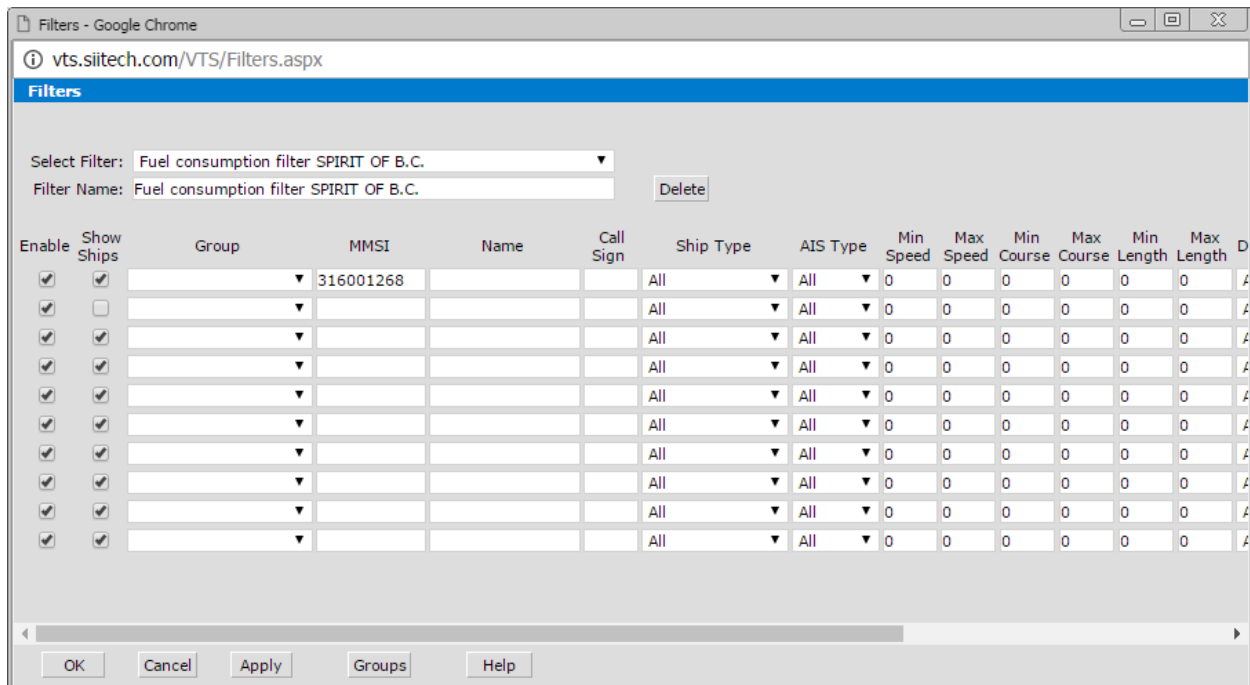 Filters - Google Chrome
vts.siitech.com/VTS/Filters.aspx
Filters
Select Filter: Fuel consumption filter SPIRIT OF B.C.
Filter Name: Fuel consumption filter SPIRIT OF B.C. Delete
Enable Show Ships Group MMSI Name Call Sign Ship Type AIS Type Min Speed Max Speed Min Course Max Course Min Length Max Length D
316001268 All All 0 0 0 0 0 0 A
All All 0 0 0 0 0 0 A
All All 0 0 0 0 0 0 A
All All 0 0 0 0 0 0 A
All All 0 0 0 0 0 0 A
All All 0 0 0 0 0 0 A
All All 0 0 0 0 0 0 A
All All 0 0 0 0 0 0 A
All All 0 0 0 0 0 0 A
All All 0 0 0 0 0 0 A
OK Cancel Apply Groups Help